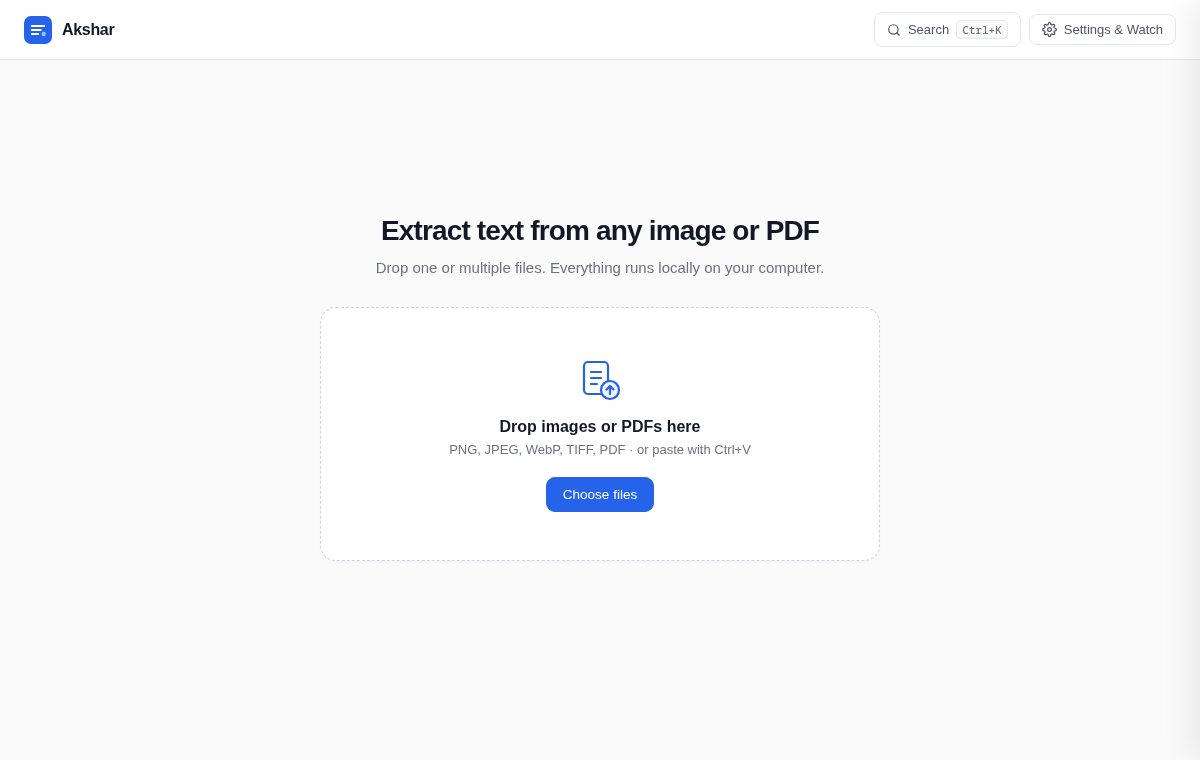 Akshar
Search Ctrl+K
Settings & Watch
Extract text from any image or PDF
Drop one or multiple files. Everything runs locally on your computer.
Drop images or PDFs here
PNG, JPEG, WebP, TIFF, PDF · or paste with Ctrl+V
Choose files